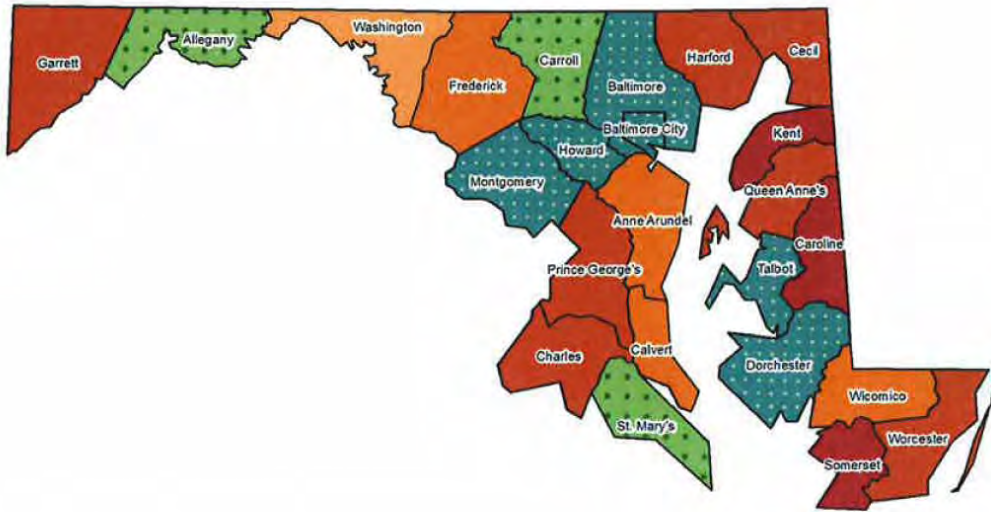 Washington
Allegany
Garrett
Carroll
Harford
Cecil
Frederick
Baltimore
Baltimore City
Kent
Howard
Montgomery
Queen Anne's
Anne Arundel
Caroline
Prince George's
Talbot
Charles
Calvert
Dorchester
Wicomico
St. Mary's
Worcester
Somerset